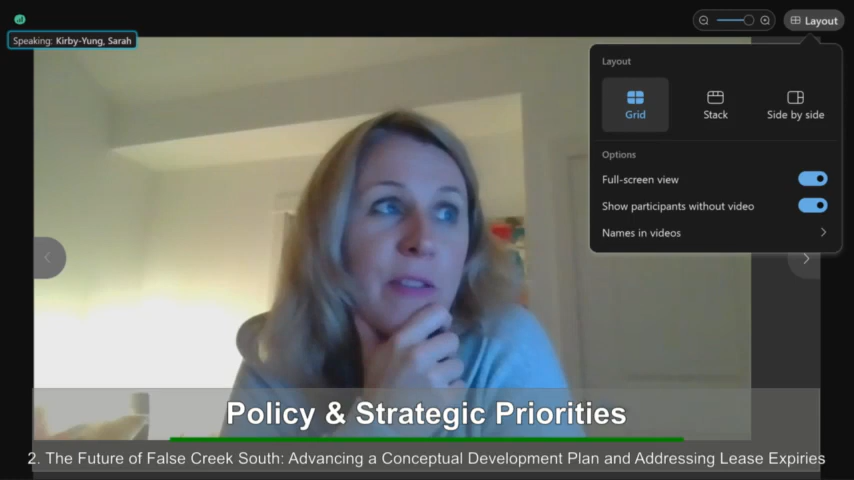 Layout
Speaking: Kirby-Yung, Sarah
Layout
Grid
Stack
Side by side
Options
Full-screen view
Show participants without video
Names in videos
Policy & Strategic Priorities
2. The Future of False Creek South: Advancing a Conceptual Development Plan and Addressing Lease Expiries